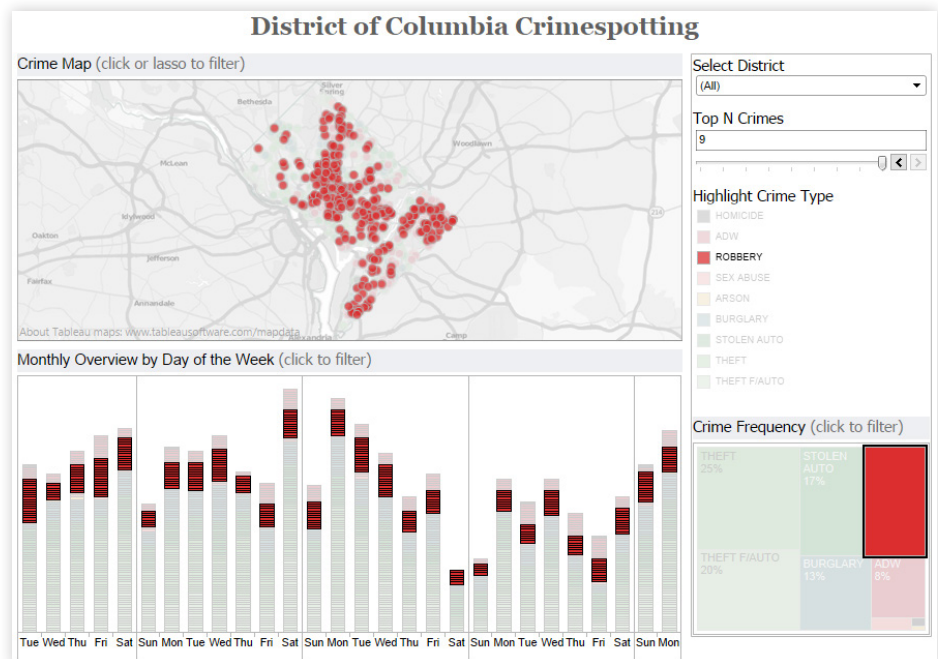 District of Columbia Crimespotting
Crime Map (click or lasso to filter)
Silver
Spring
Bethesda
Woodlawn
McLean
Idylwood
Oakton
Jefferson
Fairfax
Annandale
About Tableau maps: www.tableausoftware.com/mapdata
Alexandria
Camp
Monthly Overview by Day of the Week (click to filter)
Tue Wed Thu Fri Sat Sun Mon Tue Wed Thu Fri Sat Sun Mon Tue Wed Thu Fri Sat Sun Mon Tue Wed Thu Fri Sat Sun Mon
Select District
(All)
Top N Crimes
9
Highlight Crime Type
HOMICIDE
ADW
ROBBERY
SEX ABUSE
ARSON
BURGLARY
STOLEN AUTO
THEFT
THEFT F/AUTO
Crime Frequency (click to filter)
THEFT
25%
STOLEN
AUTO
17%
THEFT F/AUTO
20%
BURGLARY
13%
ADW
8%